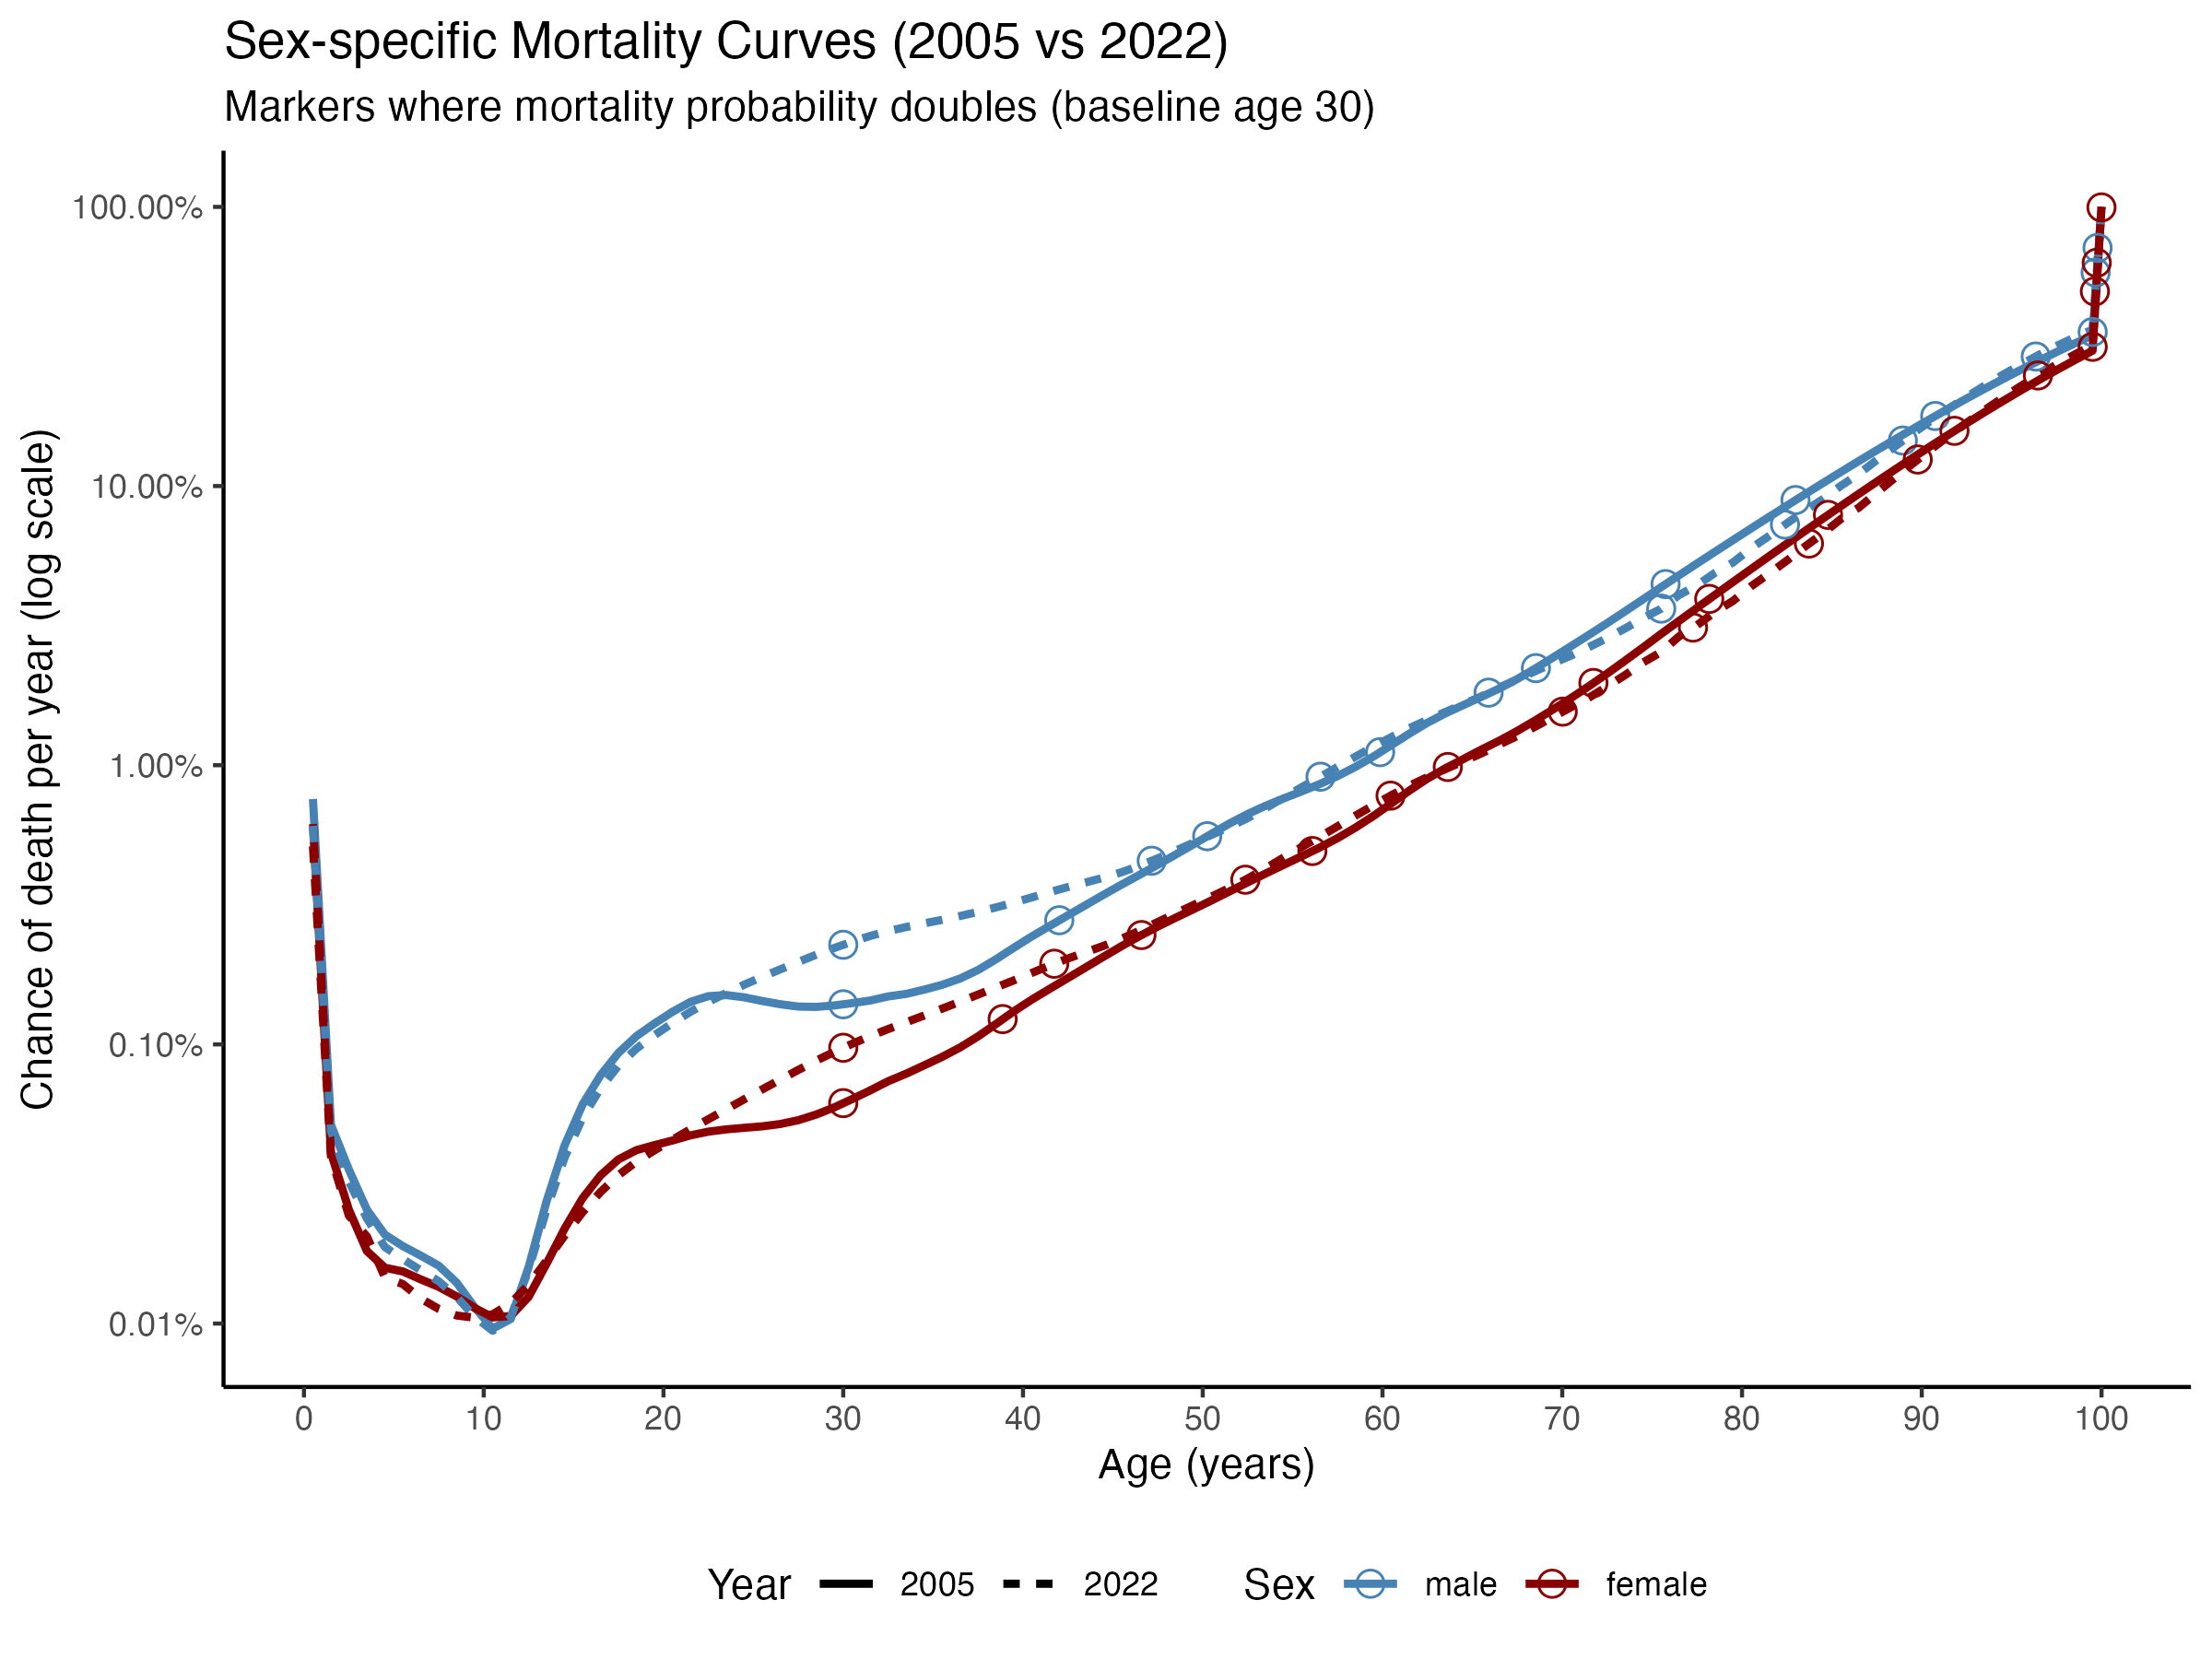 Sex-specific Mortality Curves (2005 vs 2022)
Markers where mortality probability doubles (baseline age 30)
Chance of death per year (log scale)
100.00%
10.00%
1.00%
0.10%
0.01%
0 10 20 30 40 50 60 70 80 90 100
Age (years)
Year 2005 2022 Sex male female